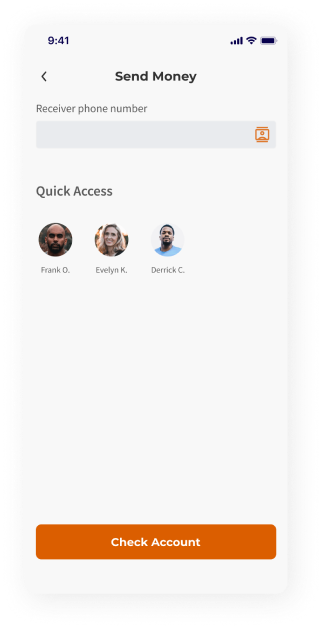 9:41
Send Money
Receiver phone number
Quick Access
Frank O. Evelyn K. Derrick C.
Check Account